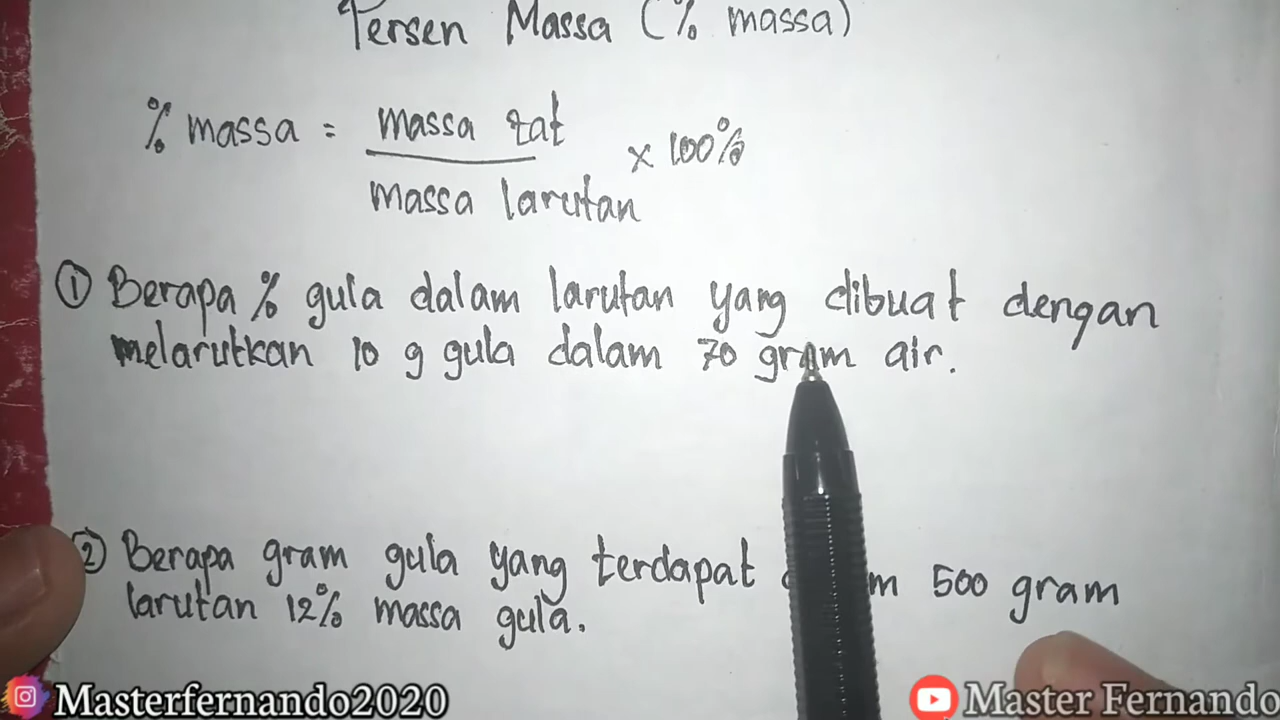 Persen Massa (% massa)
% massa = massa zat
x 100%
massa larutan
① Berapa % gula dalam larutan yang dibuat dengan
melarutkan 10 g gula dalam 70 gram air.
② Berapa gram gula yang terdapat 500 gram
larutan 12% massa gula.
Masterfernando2020
Master Fernando